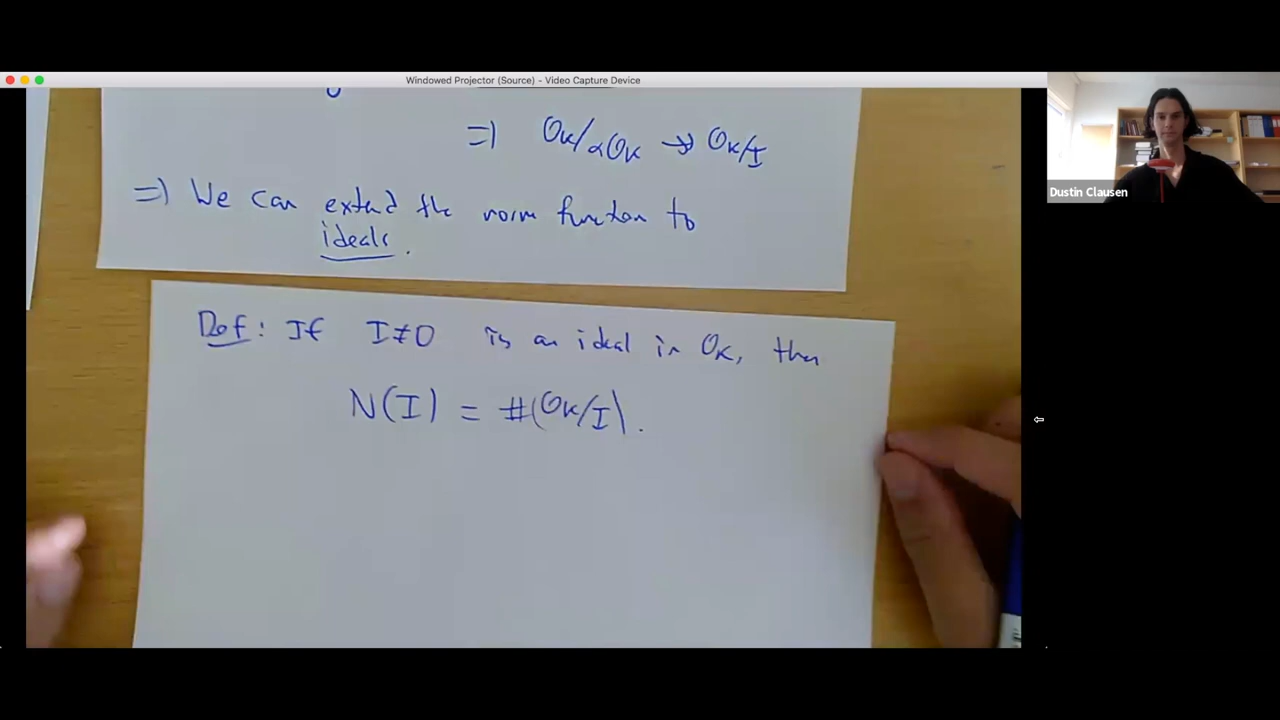 Windowed Projector (Source) - Video Capture Device
⇒ O_K/αO_K ↠ O_K/I
⇒ We can extend the norm function to
ideals.
Dustin Clausen
Def: If I≠0 is an ideal in O_K, then
N(I) = #(O_K/I).